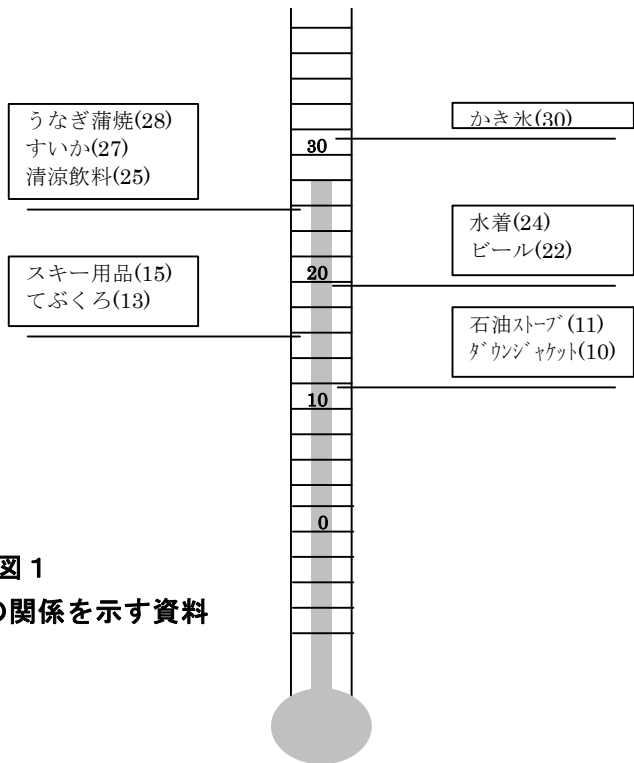 うなぎ蒲焼(28)
すいか(27)
清涼飲料(25)
かき氷(30)
30
水着(24)
ビール(22)
スキー用品(15)
てぶくろ(13)
20
石油ｽﾄｰﾌﾞ(11)
ﾀﾞｳﾝｼﾞｬｹｯﾄ(10)
10
0
図１
の関係を示す資料